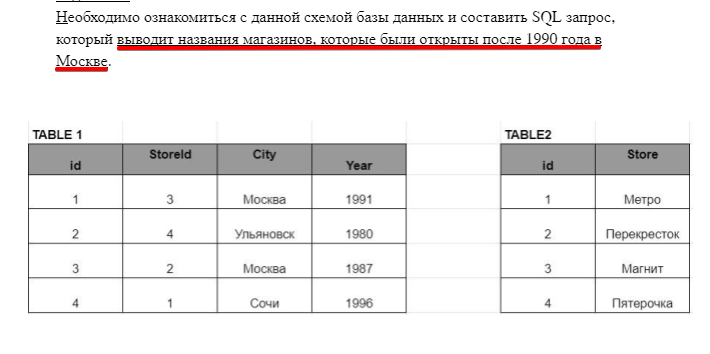 Необходимо ознакомиться с данной схемой базы данных и составить SQL запрос,
который выводит названия магазинов, которые были открыты после 1990 года в
Москве.
TABLE 1 TABLE2
id StoreId City Year id Store
1 3 Москва 1991 1 Метро
2 4 Ульяновск 1980 2 Перекресток
3 2 Москва 1987 3 Магнит
4 1 Сочи 1996 4 Пятерочка